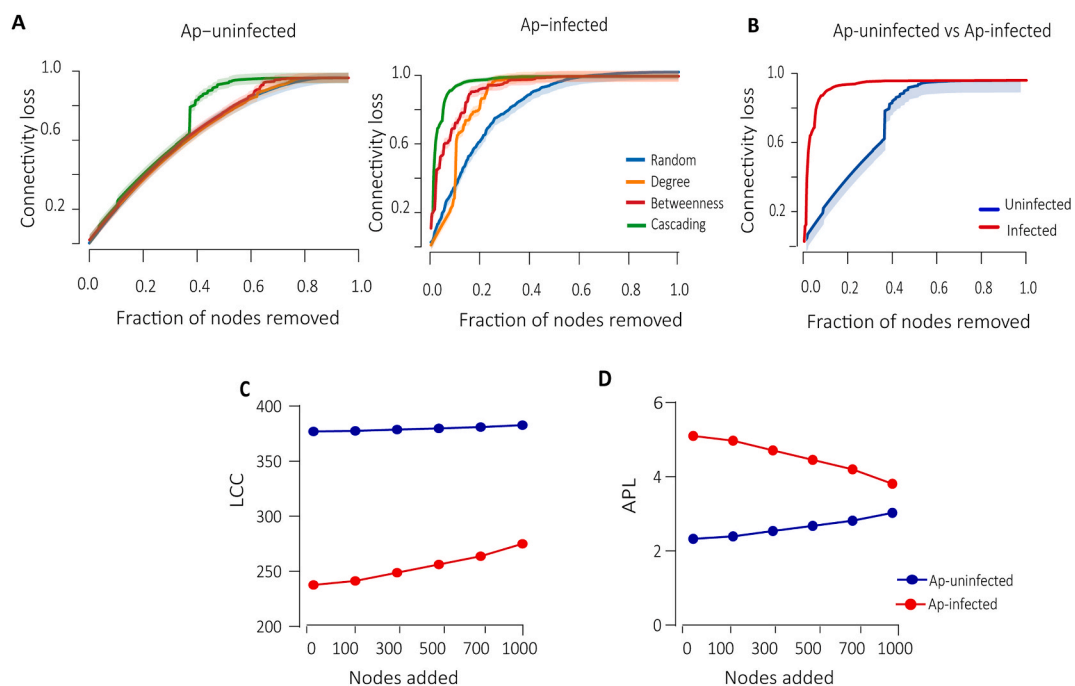 A
Ap-uninfected
Connectivity loss
1.0
0.6
0.2
0.0 0.2 0.4 0.6 0.8 1.0
Fraction of nodes removed
Ap-infected
Connectivity loss
1.0
0.6
0.2
Random
Degree
Betweenness
Cascading
0.0 0.2 0.4 0.6 0.8 1.0
Fraction of nodes removed
B
Ap-uninfected vs Ap-infected
Connectivity loss
1.0
0.6
0.2
Uninfected
Infected
0.0 0.2 0.4 0.6 0.8 1.0
Fraction of nodes removed
C
LCC
400
350
300
250
200
0 100 300 500 700 1000
Nodes added
D
APL
6
4
2
0
Ap-uninfected
Ap-infected
0 100 300 500 700 1000
Nodes added